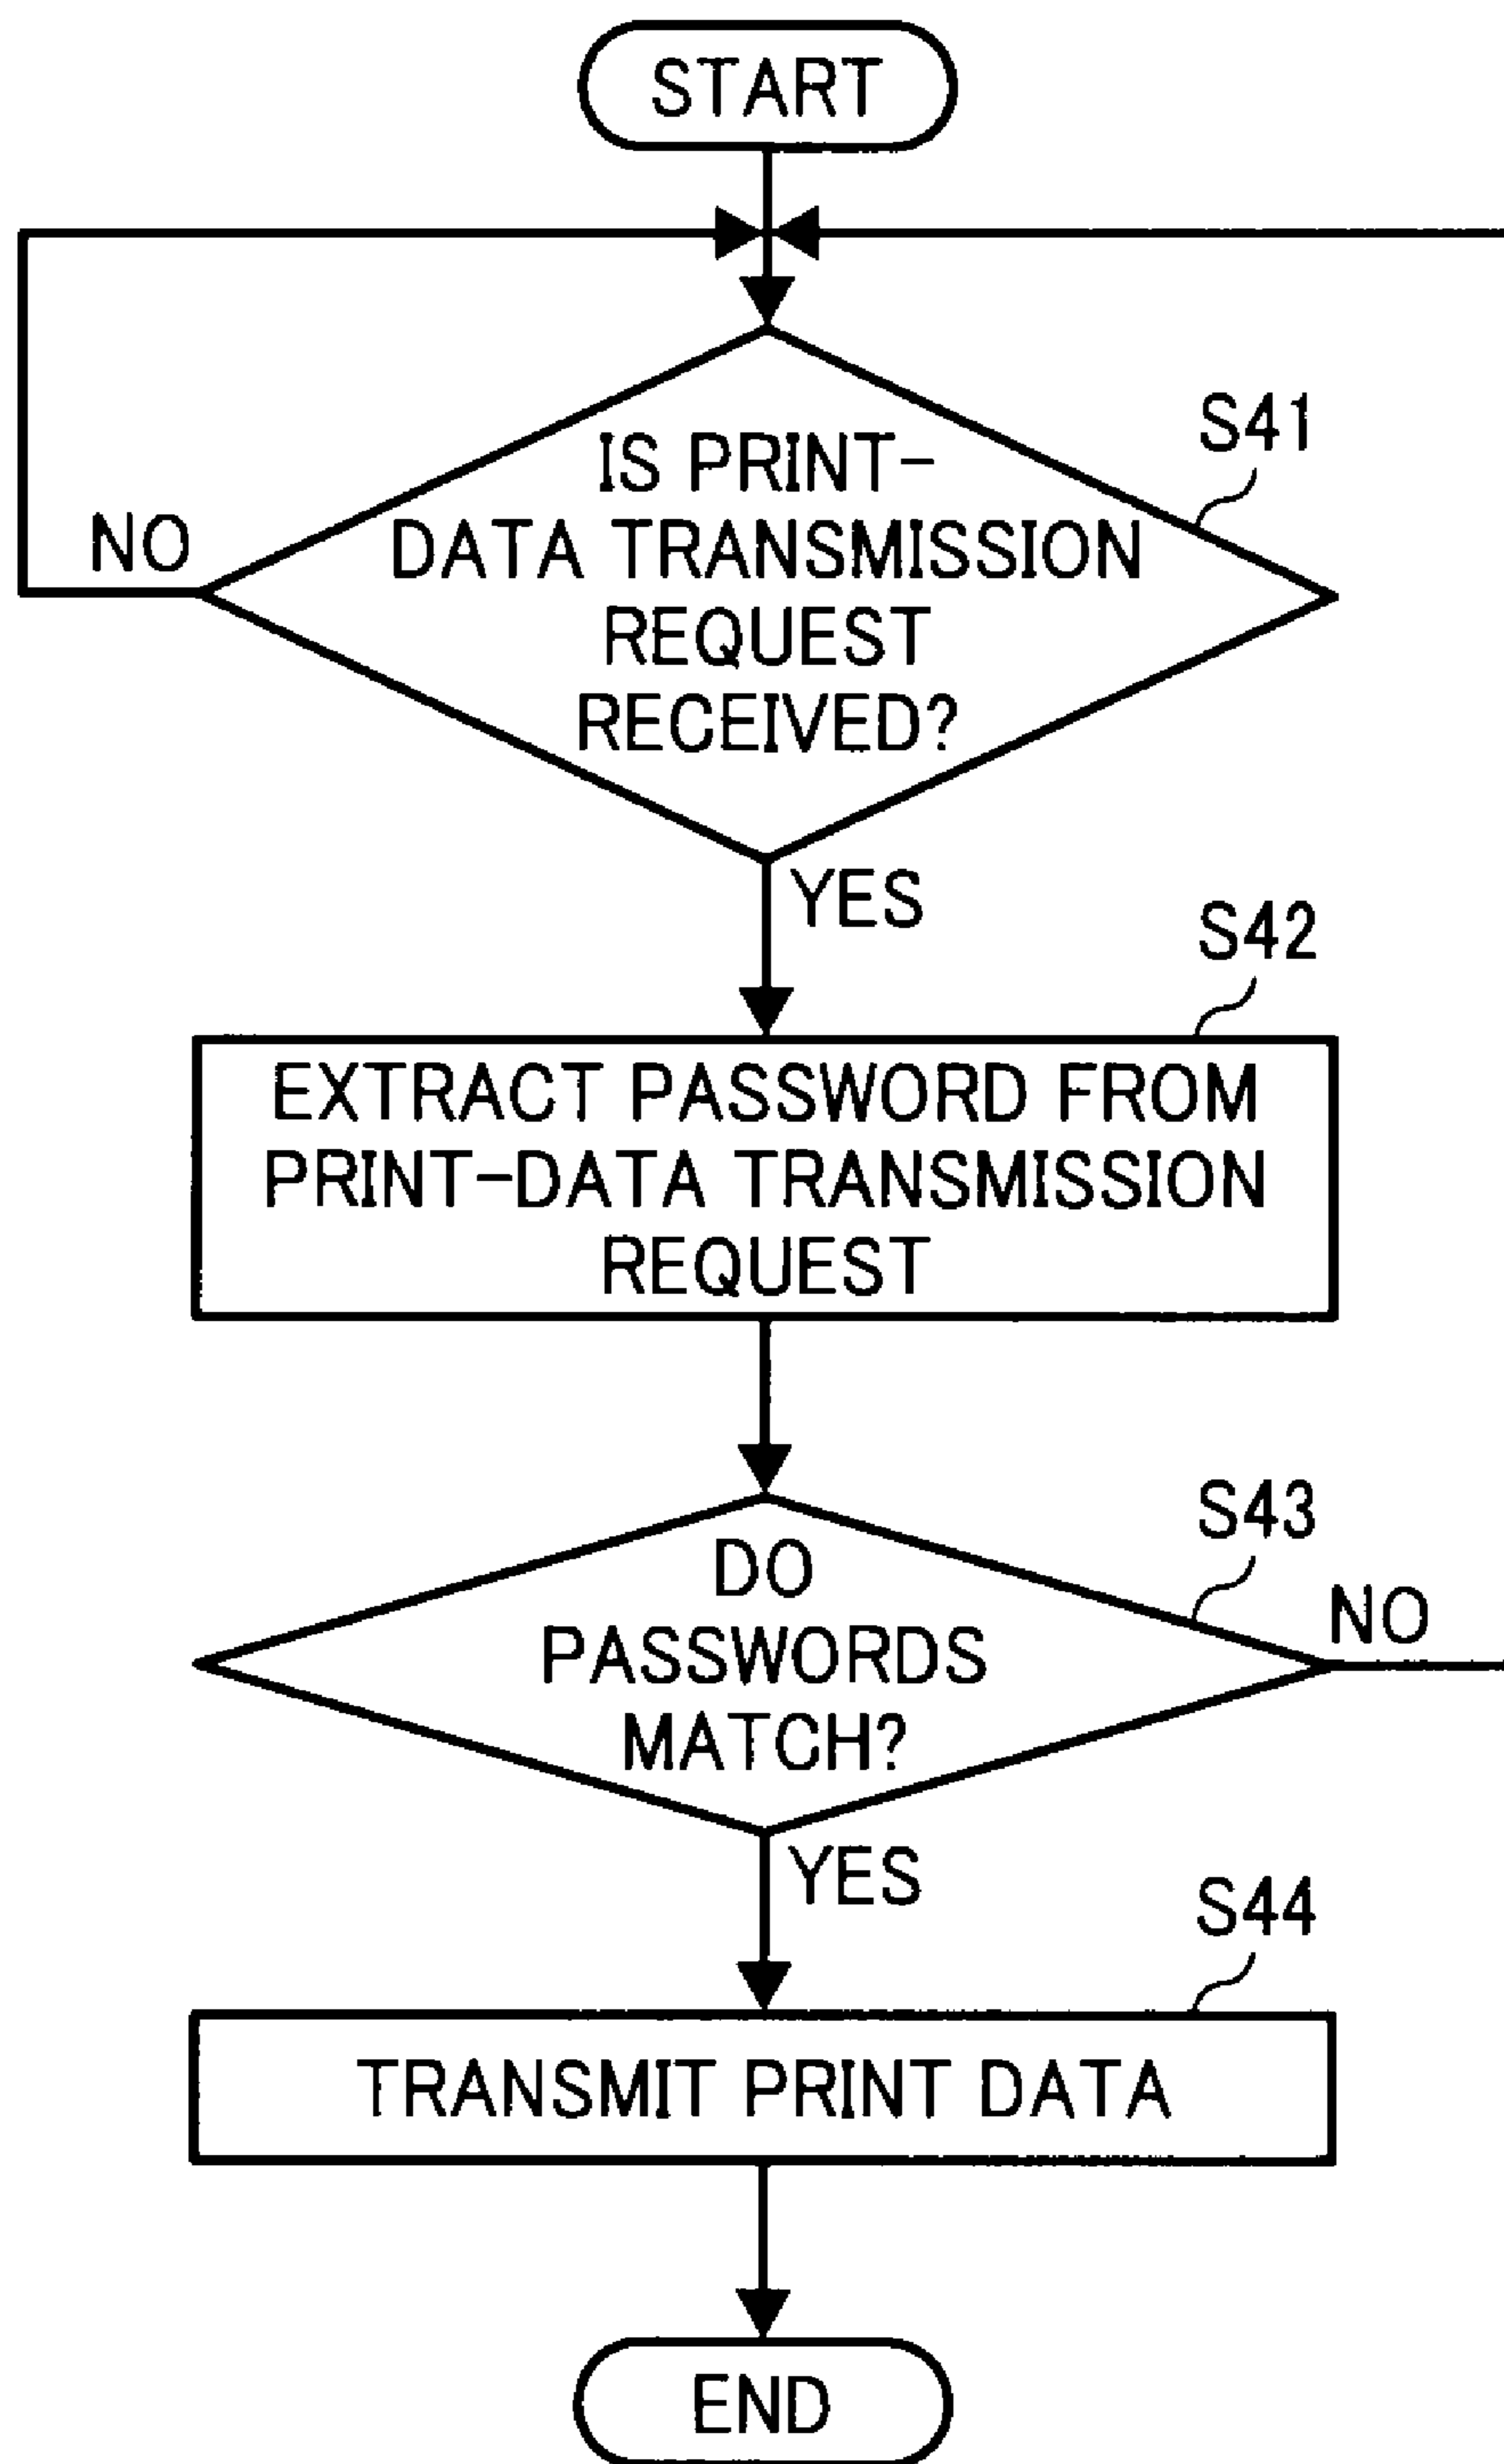 START
S41
IS PRINT-
DATA TRANSMISSION
REQUEST
RECEIVED?
NO
YES
S42
EXTRACT PASSWORD FROM
PRINT-DATA TRANSMISSION
REQUEST
S43
DO
PASSWORDS
MATCH?
NO
YES
S44
TRANSMIT PRINT DATA
END